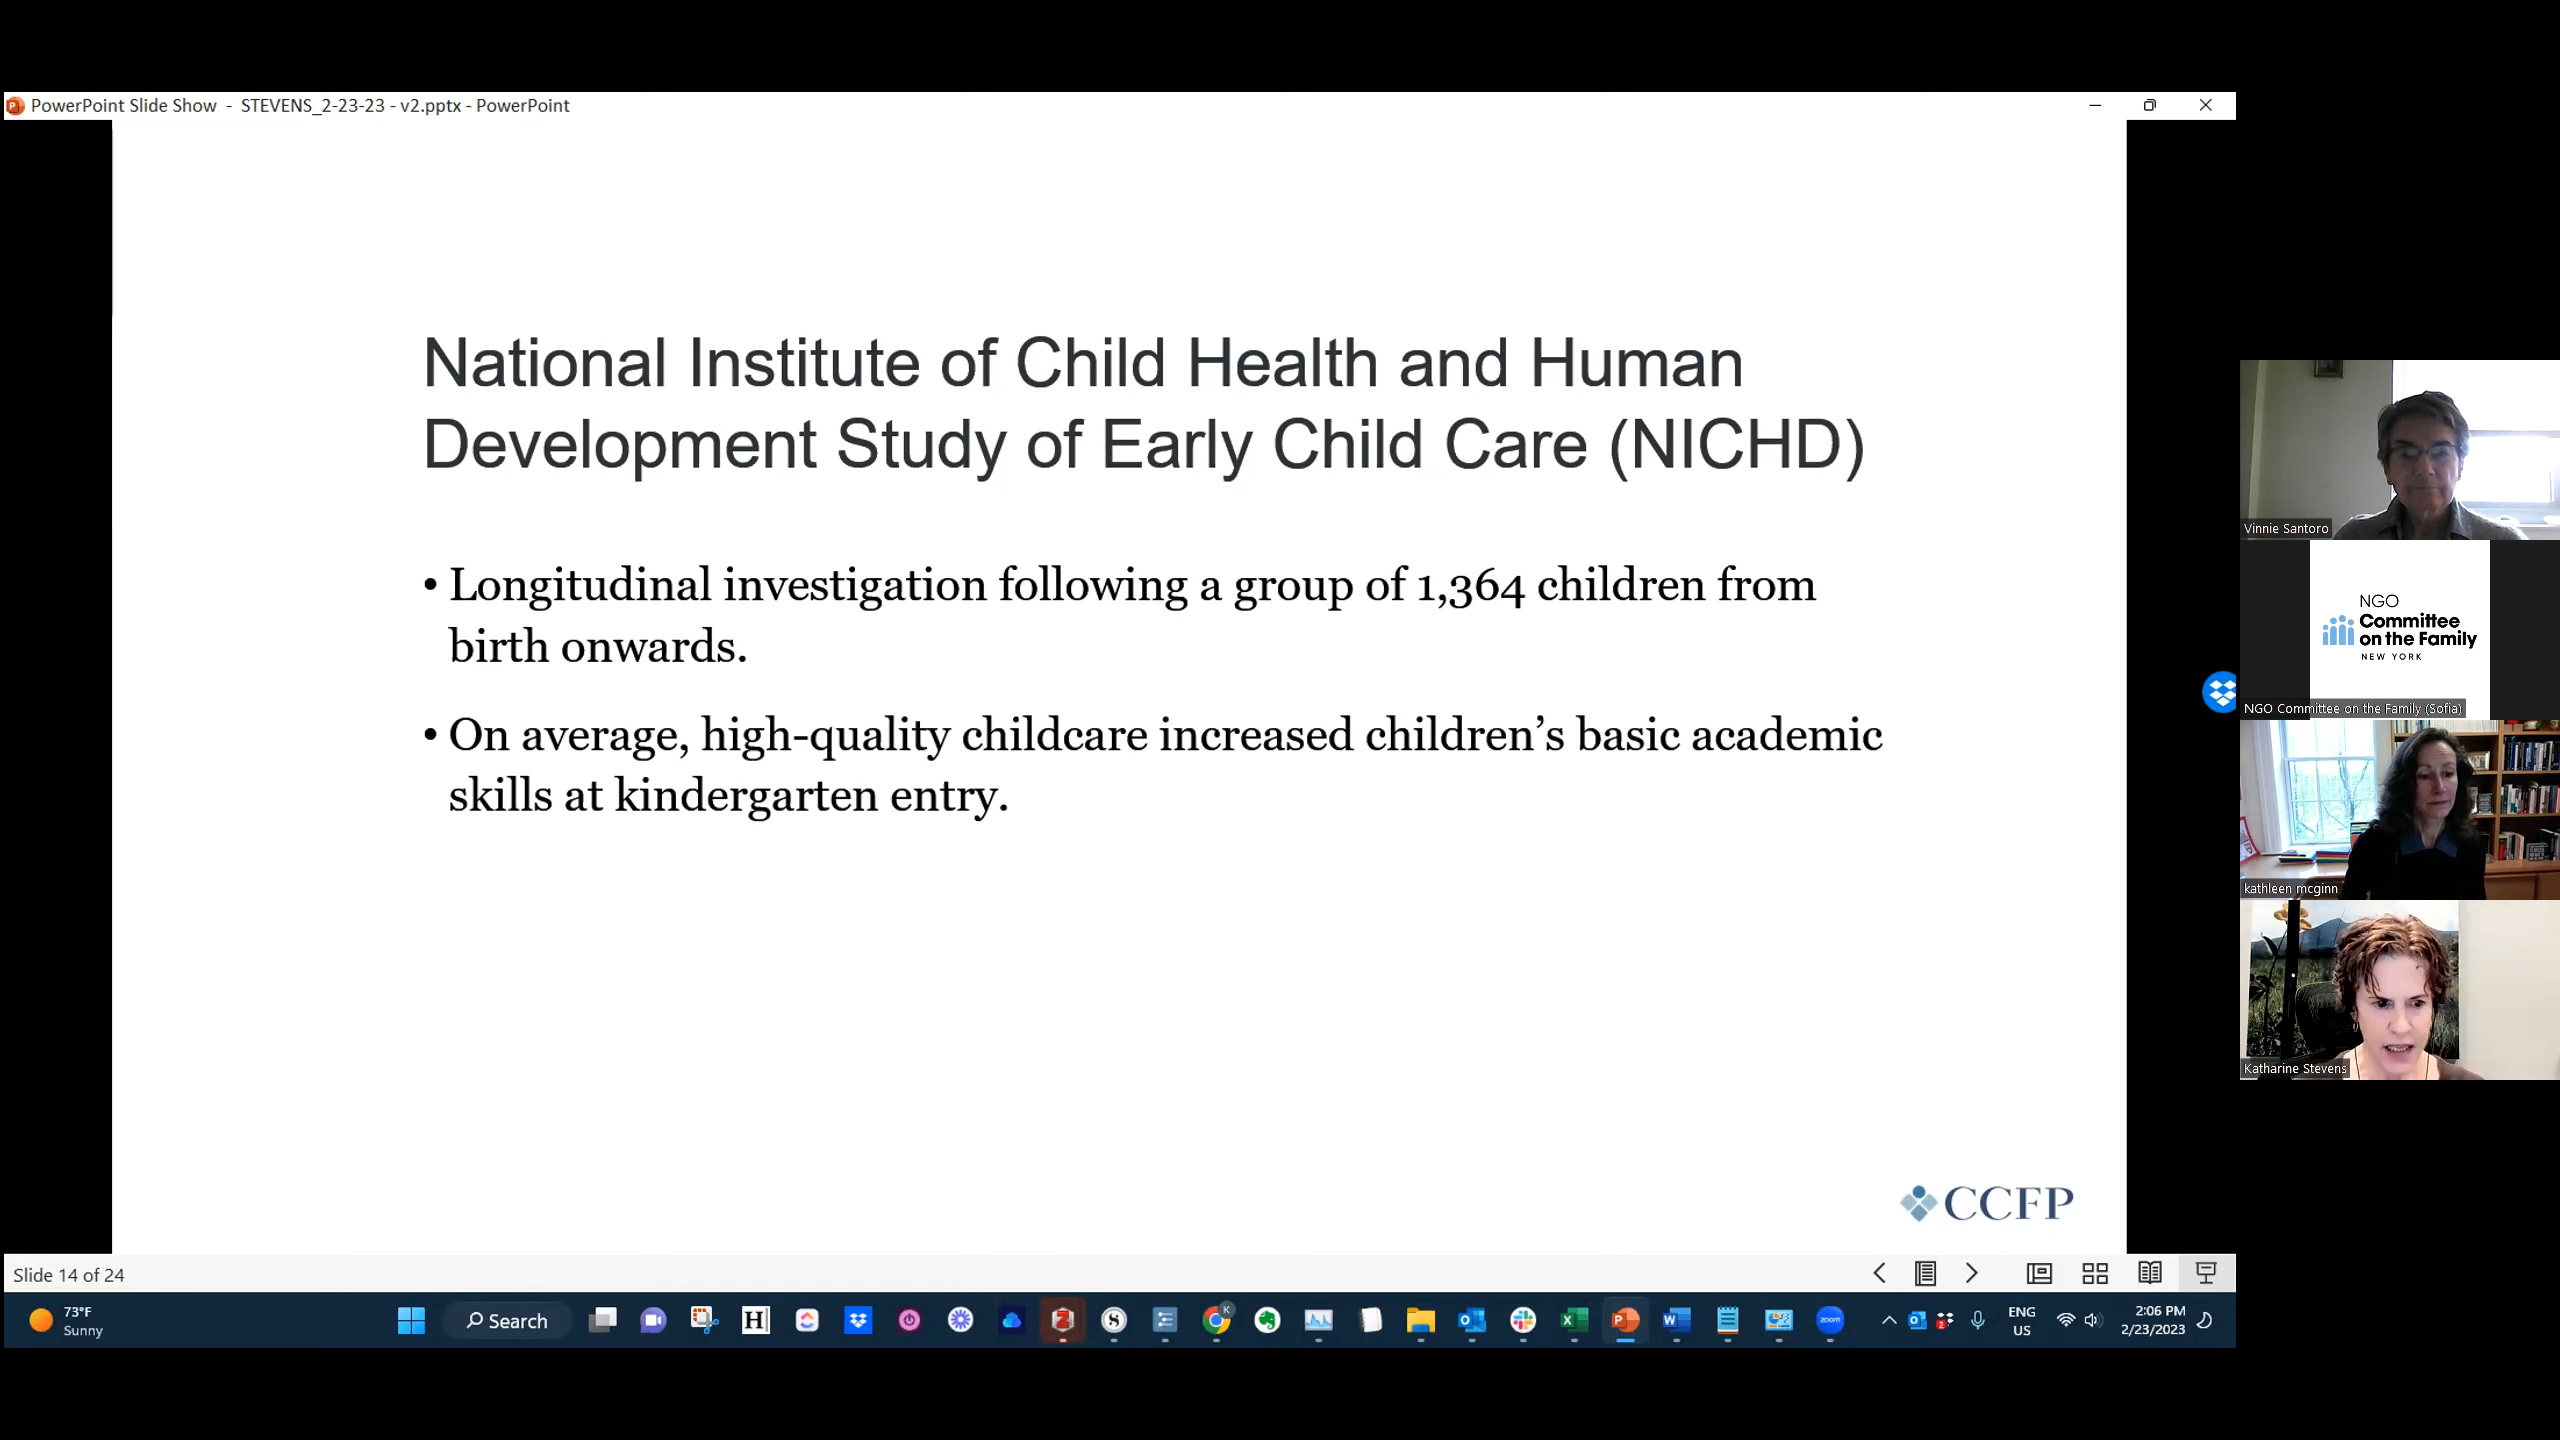 PowerPoint Slide Show - STEVENS_2-23-23 - v2.pptx - PowerPoint
National Institute of Child Health and Human
Development Study of Early Child Care (NICHD)
• Longitudinal investigation following a group of 1,364 children from
birth onwards.
• On average, high-quality childcare increased children’s basic academic
skills at kindergarten entry.
CCFP
Vinnie Santoro
NGO
Committee
on the Family
NEW YORK
NGO Committee on the Family (Sofia)
kathleen mcginn
Katharine Stevens
Slide 14 of 24
73°F
Sunny
Search
ENG
US
2:06 PM
2/23/2023
zoom